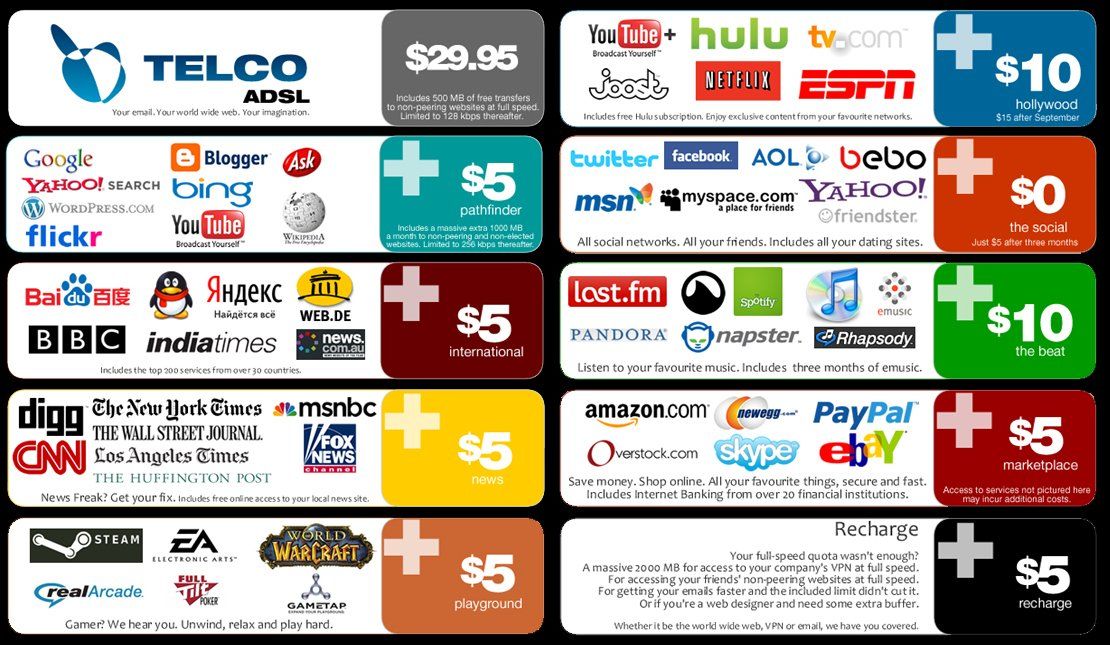 TELCO
ADSL
Your email. Your world wide web. Your imagination.
$29.95
Includes 500 MB of free transfers
to non-peering websites at full speed.
Limited to 128 kbps thereafter.
Google
Blogger
Ask
YAHOO! SEARCH
bing
WORDPRESS.COM
flickr
YouTube
Broadcast Yourself™
WIKIPEDIA
The Free Encyclopedia
+
$5
pathfinder
Includes a massive extra 1000 MB
a month to non-peering and non-elected
websites. Limited to 256 kbps thereafter.
Bai du 百度
Яндекс
Найдётся всё
WEB.DE
BBC
indiatimes
news.
com.au
Includes the top 200 services from over 30 countries.
+
$5
international
digg
The New York Times
msnbc
THE WALL STREET JOURNAL.
CNN
Los Angeles Times
FOX
NEWS
channel
THE HUFFINGTON POST
News Freak? Get your fix. Includes free online access to your local news site.
+
$5
news
STEAM
EA
ELECTRONIC ARTS™
WORLD
OF
WARCRAFT
realArcade.
FULL
TILT
POKER
GAMETAP
EXPAND YOUR PLAYGROUND
Gamer? We hear you. Unwind, relax and play hard.
+
$5
playground
YouTube +
Broadcast Yourself™
hulu
tv.com™
Joost™
NETFLIX
ESPN
Includes free Hulu subscription. Enjoy exclusive content from your favourite networks.
+
$10
hollywood
$15 after September
twitter
facebook
AOL
bebo
msn
myspace.com™
a place for friends
YAHOO!
friendster
All social networks. All your friends. Includes all your dating sites.
+
$0
the social
Just $5 after three months
last.fm
Spotify
emusic
PANDORA
napster
Rhapsody
Listen to your favourite music. Includes three months of emusic.
+
$10
the beat
amazon.com
newegg.com
PayPal
Overstock.com
skype
ebaY
Save money. Shop online. All your favourite things, secure and fast.
Includes Internet Banking from over 20 financial institutions.
+
$5
marketplace
Access to services not pictured here
may incur additional costs.
Recharge
Your full-speed quota wasn't enough?
A massive 2000 MB for access to your company's VPN at full speed.
For accessing your friends' non-peering websites at full speed.
For getting your emails faster and the included limit didn't cut it.
Or if you're a web designer and need some extra buffer.
Whether it be the world wide web, VPN or email, we have you covered.
+
$5
recharge